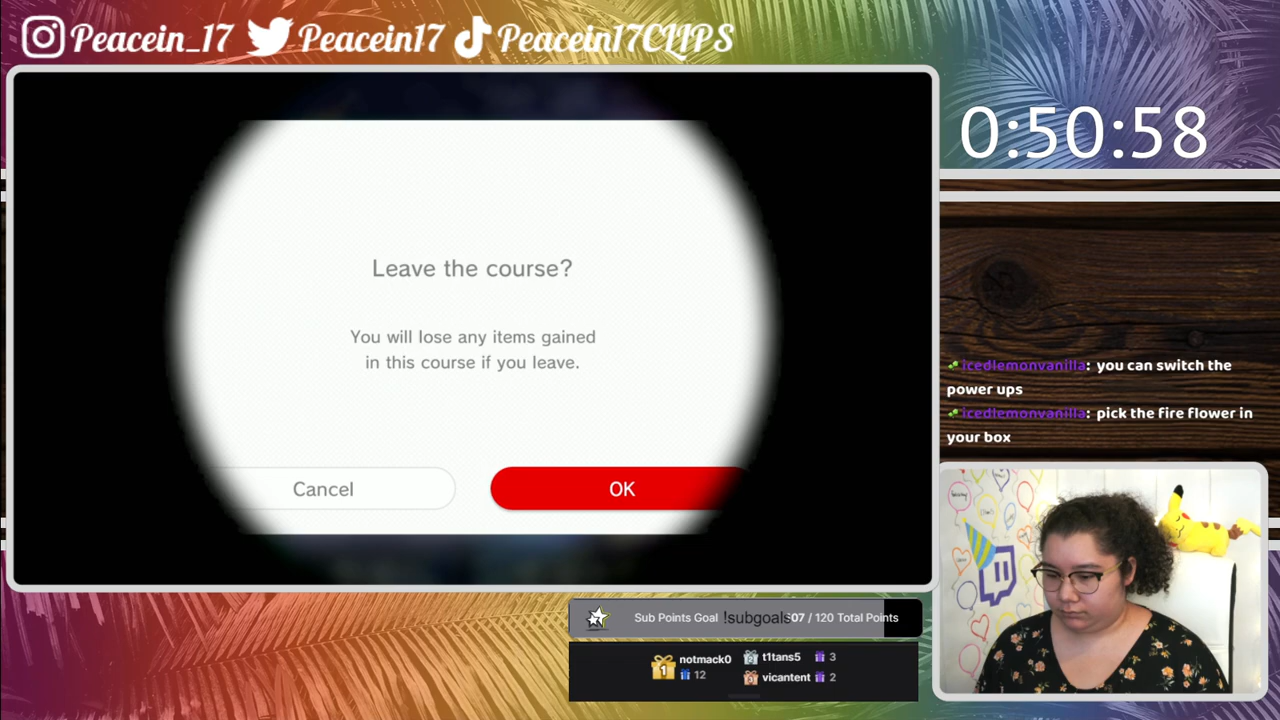 Peacein_17 Peacein17 Peacein17CLIPS
0:50:58
Leave the course?
You will lose any items gained
in this course if you leave.
Cancel OK
icedlemonvanilla: you can switch the
power ups
icedlemonvanilla: pick the fire flower in
your box
Sub Points Goal !subgoals 07 / 120 Total Points
notmack0
12
t1tans5 3
vicantent 2